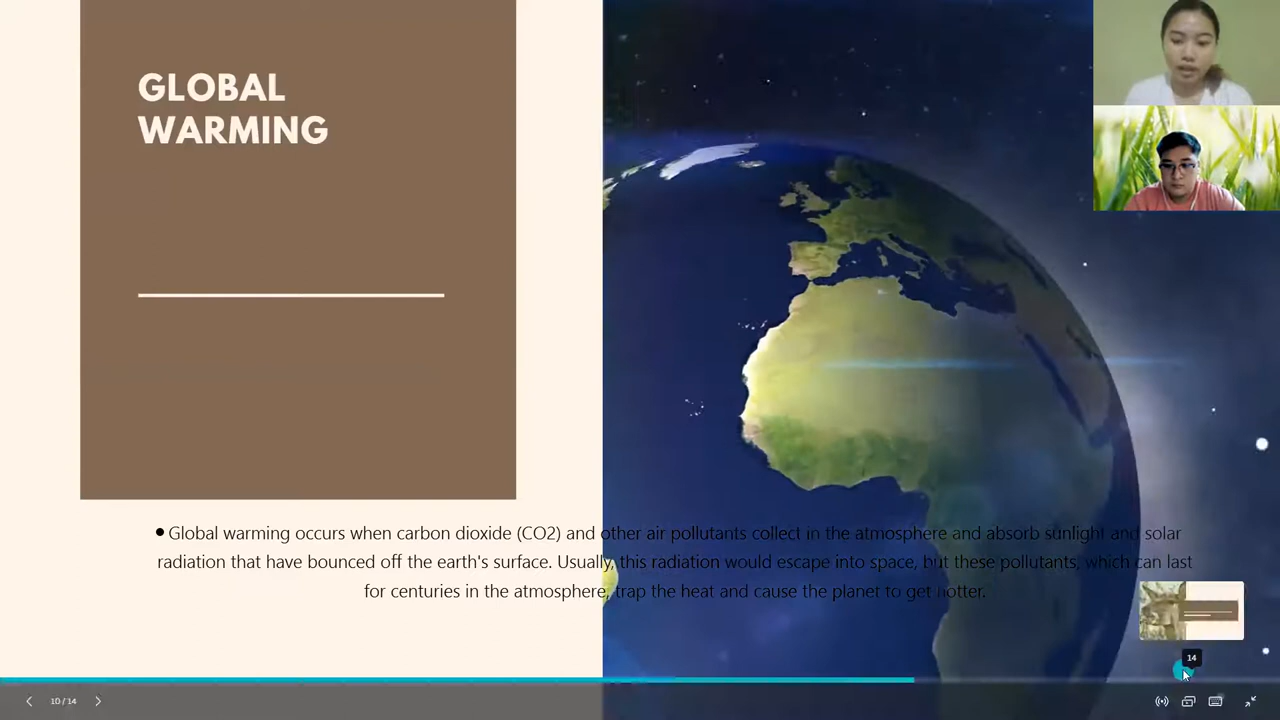 GLOBAL
WARMING
• Global warming occurs when carbon dioxide (CO2) and other air pollutants collect in the atmosphere and absorb sunlight and solar
radiation that have bounced off the earth's surface. Usually, this radiation would escape into space, but these pollutants, which can last
for centuries in the atmosphere, trap the heat and cause the planet to get hotter.
14
10 / 14